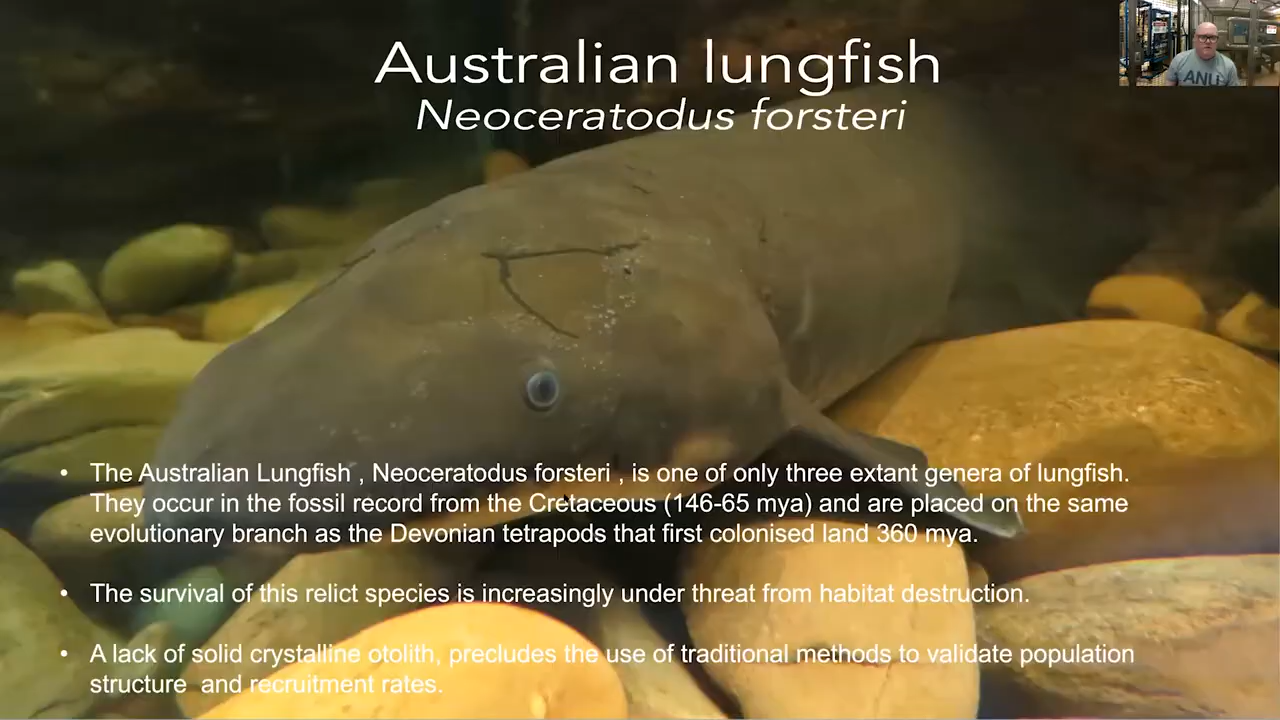 Australian lungfish
Neoceratodus forsteri
ANU
• The Australian Lungfish , Neoceratodus forsteri , is one of only three extant genera of lungfish.
They occur in the fossil record from the Cretaceous (146-65 mya) and are placed on the same
evolutionary branch as the Devonian tetrapods that first colonised land 360 mya.
• The survival of this relict species is increasingly under threat from habitat destruction.
• A lack of solid crystalline otolith, precludes the use of traditional methods to validate population
structure  and recruitment rates.